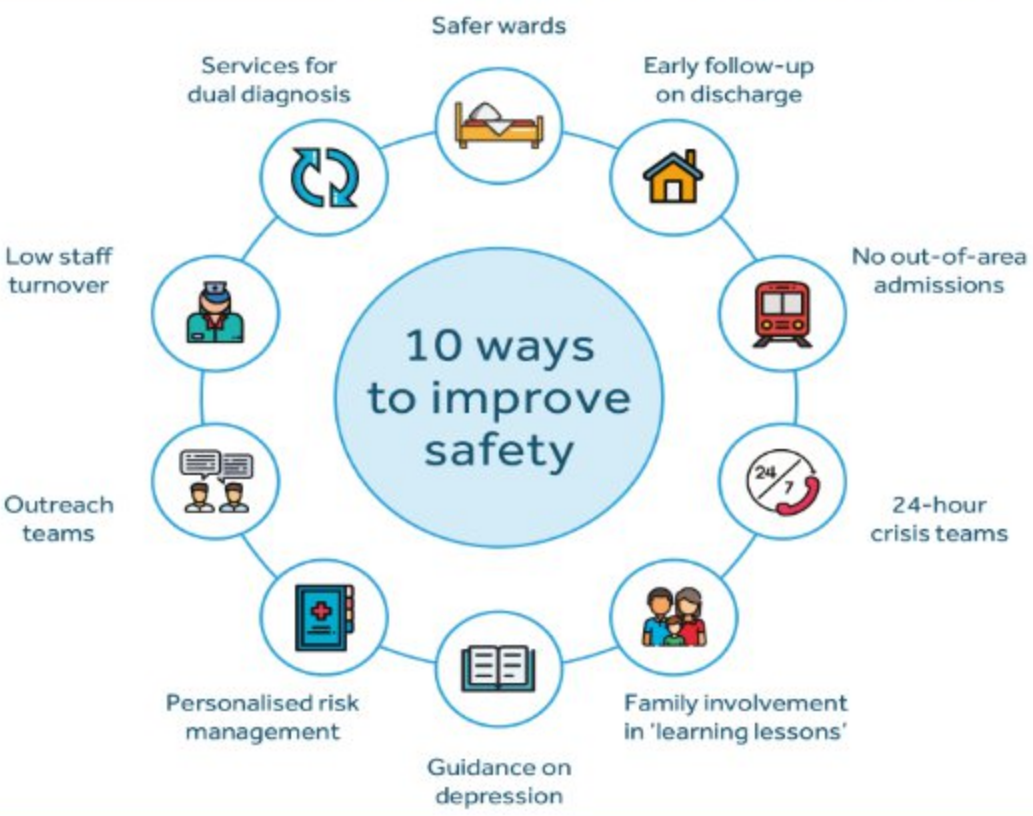 Safer wards
Early follow-up
on discharge
No out-of-area
admissions
24/7
24-hour
crisis teams
Family involvement
in 'learning lessons'
Guidance on
depression
Personalised risk
management
Outreach
teams
Low staff
turnover
Services for
dual diagnosis
10 ways
to improve
safety